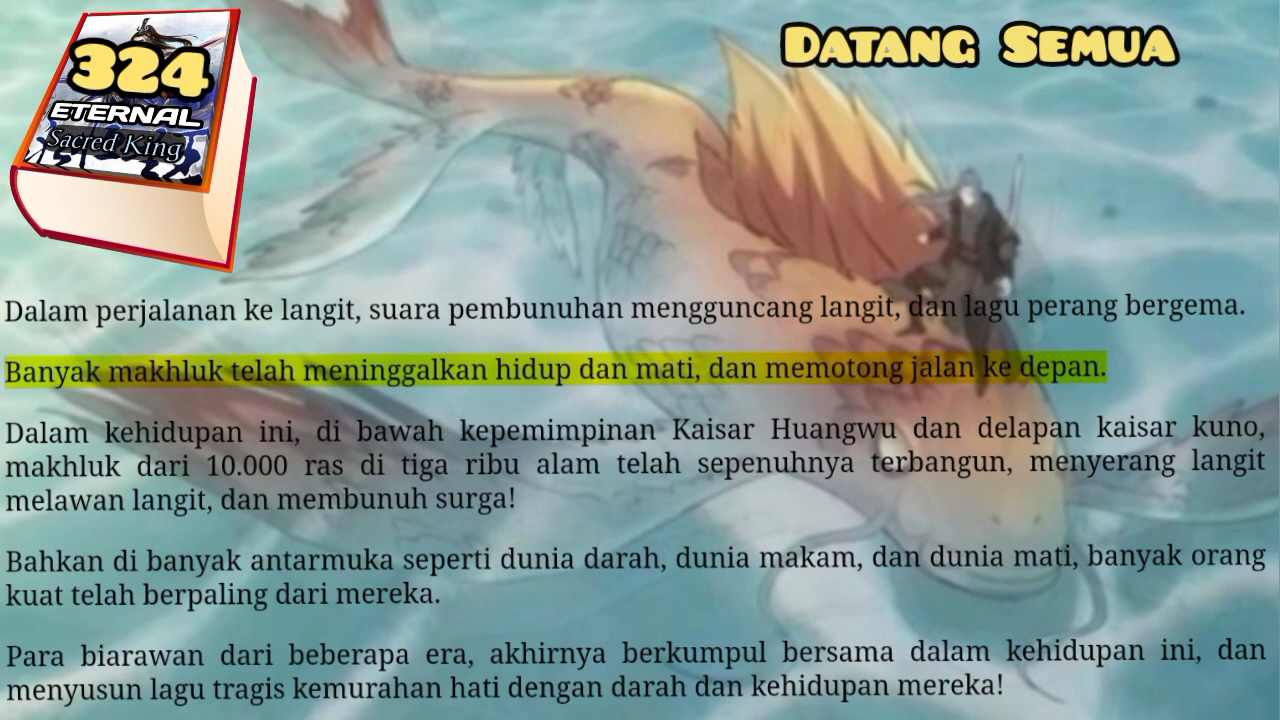 324
ETERNAL
Sacred King
DATANG SEMUA
Dalam perjalanan ke langit, suara pembunuhan mengguncang langit, dan lagu perang bergema.
Banyak makhluk telah meninggalkan hidup dan mati, dan memotong jalan ke depan.
Dalam kehidupan ini, di bawah kepemimpinan Kaisar Huangwu dan delapan kaisar kuno,
makhluk dari 10.000 ras di tiga ribu alam telah sepenuhnya terbangun, menyerang langit
melawan langit, dan membunuh surga!
Bahkan di banyak antarmuka seperti dunia darah, dunia makam, dan dunia mati, banyak orang
kuat telah berpaling dari mereka.
Para biarawan dari beberapa era, akhirnya berkumpul bersama dalam kehidupan ini, dan
menyusun lagu tragis kemurahan hati dengan darah dan kehidupan mereka!